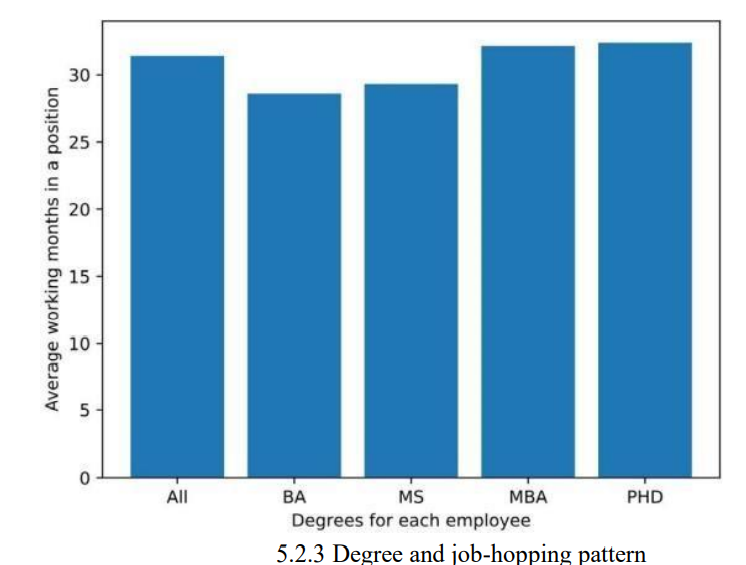 Average working months in a position
30
25
20
15
10
5
0
All BA MS MBA PHD
Degrees for each employee
5.2.3 Degree and job-hopping pattern